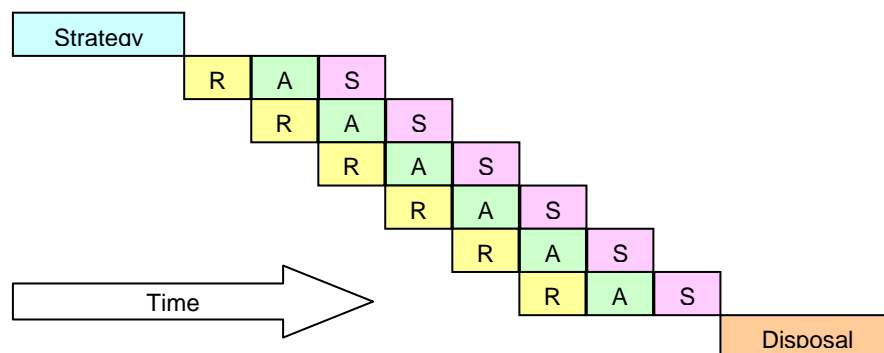 Strategy
R A S
R A S
R A S
R A S
R A S
R A S
Time
Disposal